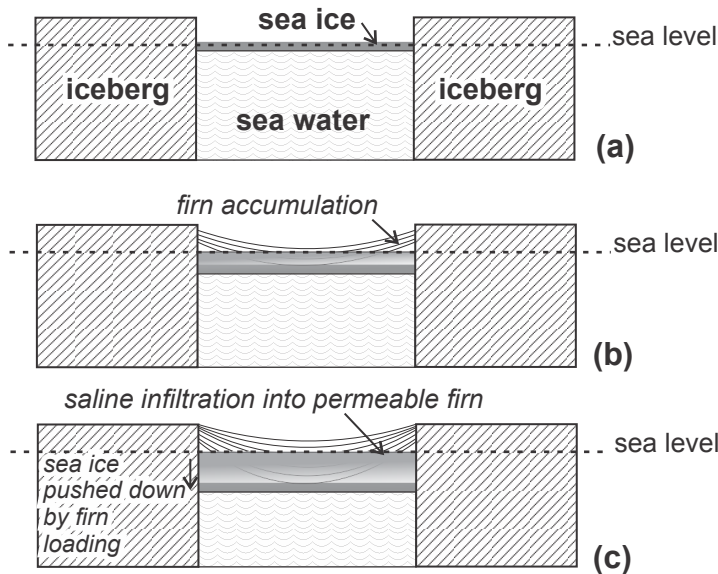 sea ice
sea level
iceberg
iceberg
sea water
(a)
firn accumulation
sea level
(b)
saline infiltration into permeable firn
sea level
sea ice
pushed down
by firn
loading
(c)